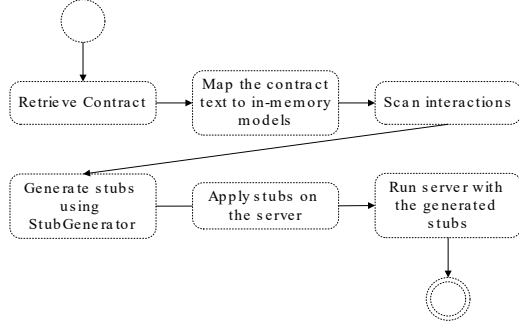 Retrieve Contract
Map the contract
text to in-memory
models
Scan interactions
Generate stubs
using
StubGenerator
Apply stubs on
the server
Run server with
the generated
stubs